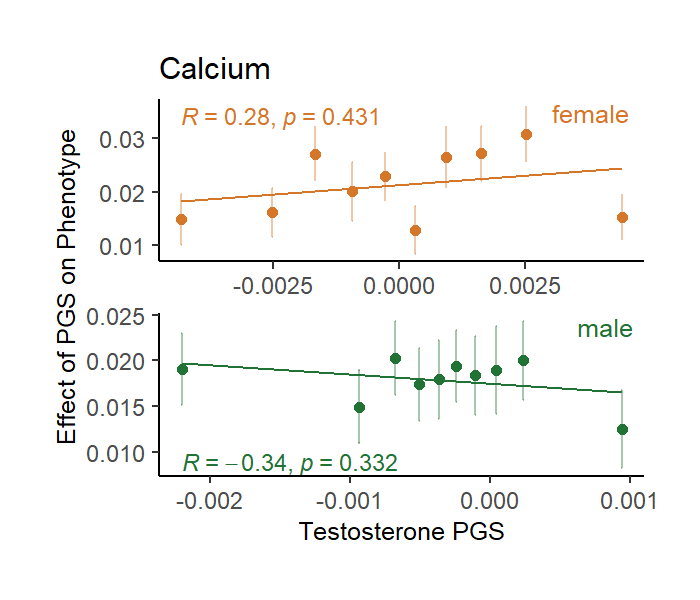 Calcium
Effect of PGS on Phenotype
R = 0.28, p = 0.431
female
0.03
0.02
0.01
-0.0025 0.0000 0.0025
male
0.025
0.020
0.015
0.010
R = −0.34, p = 0.332
-0.002 -0.001 0.000 0.001
Testosterone PGS